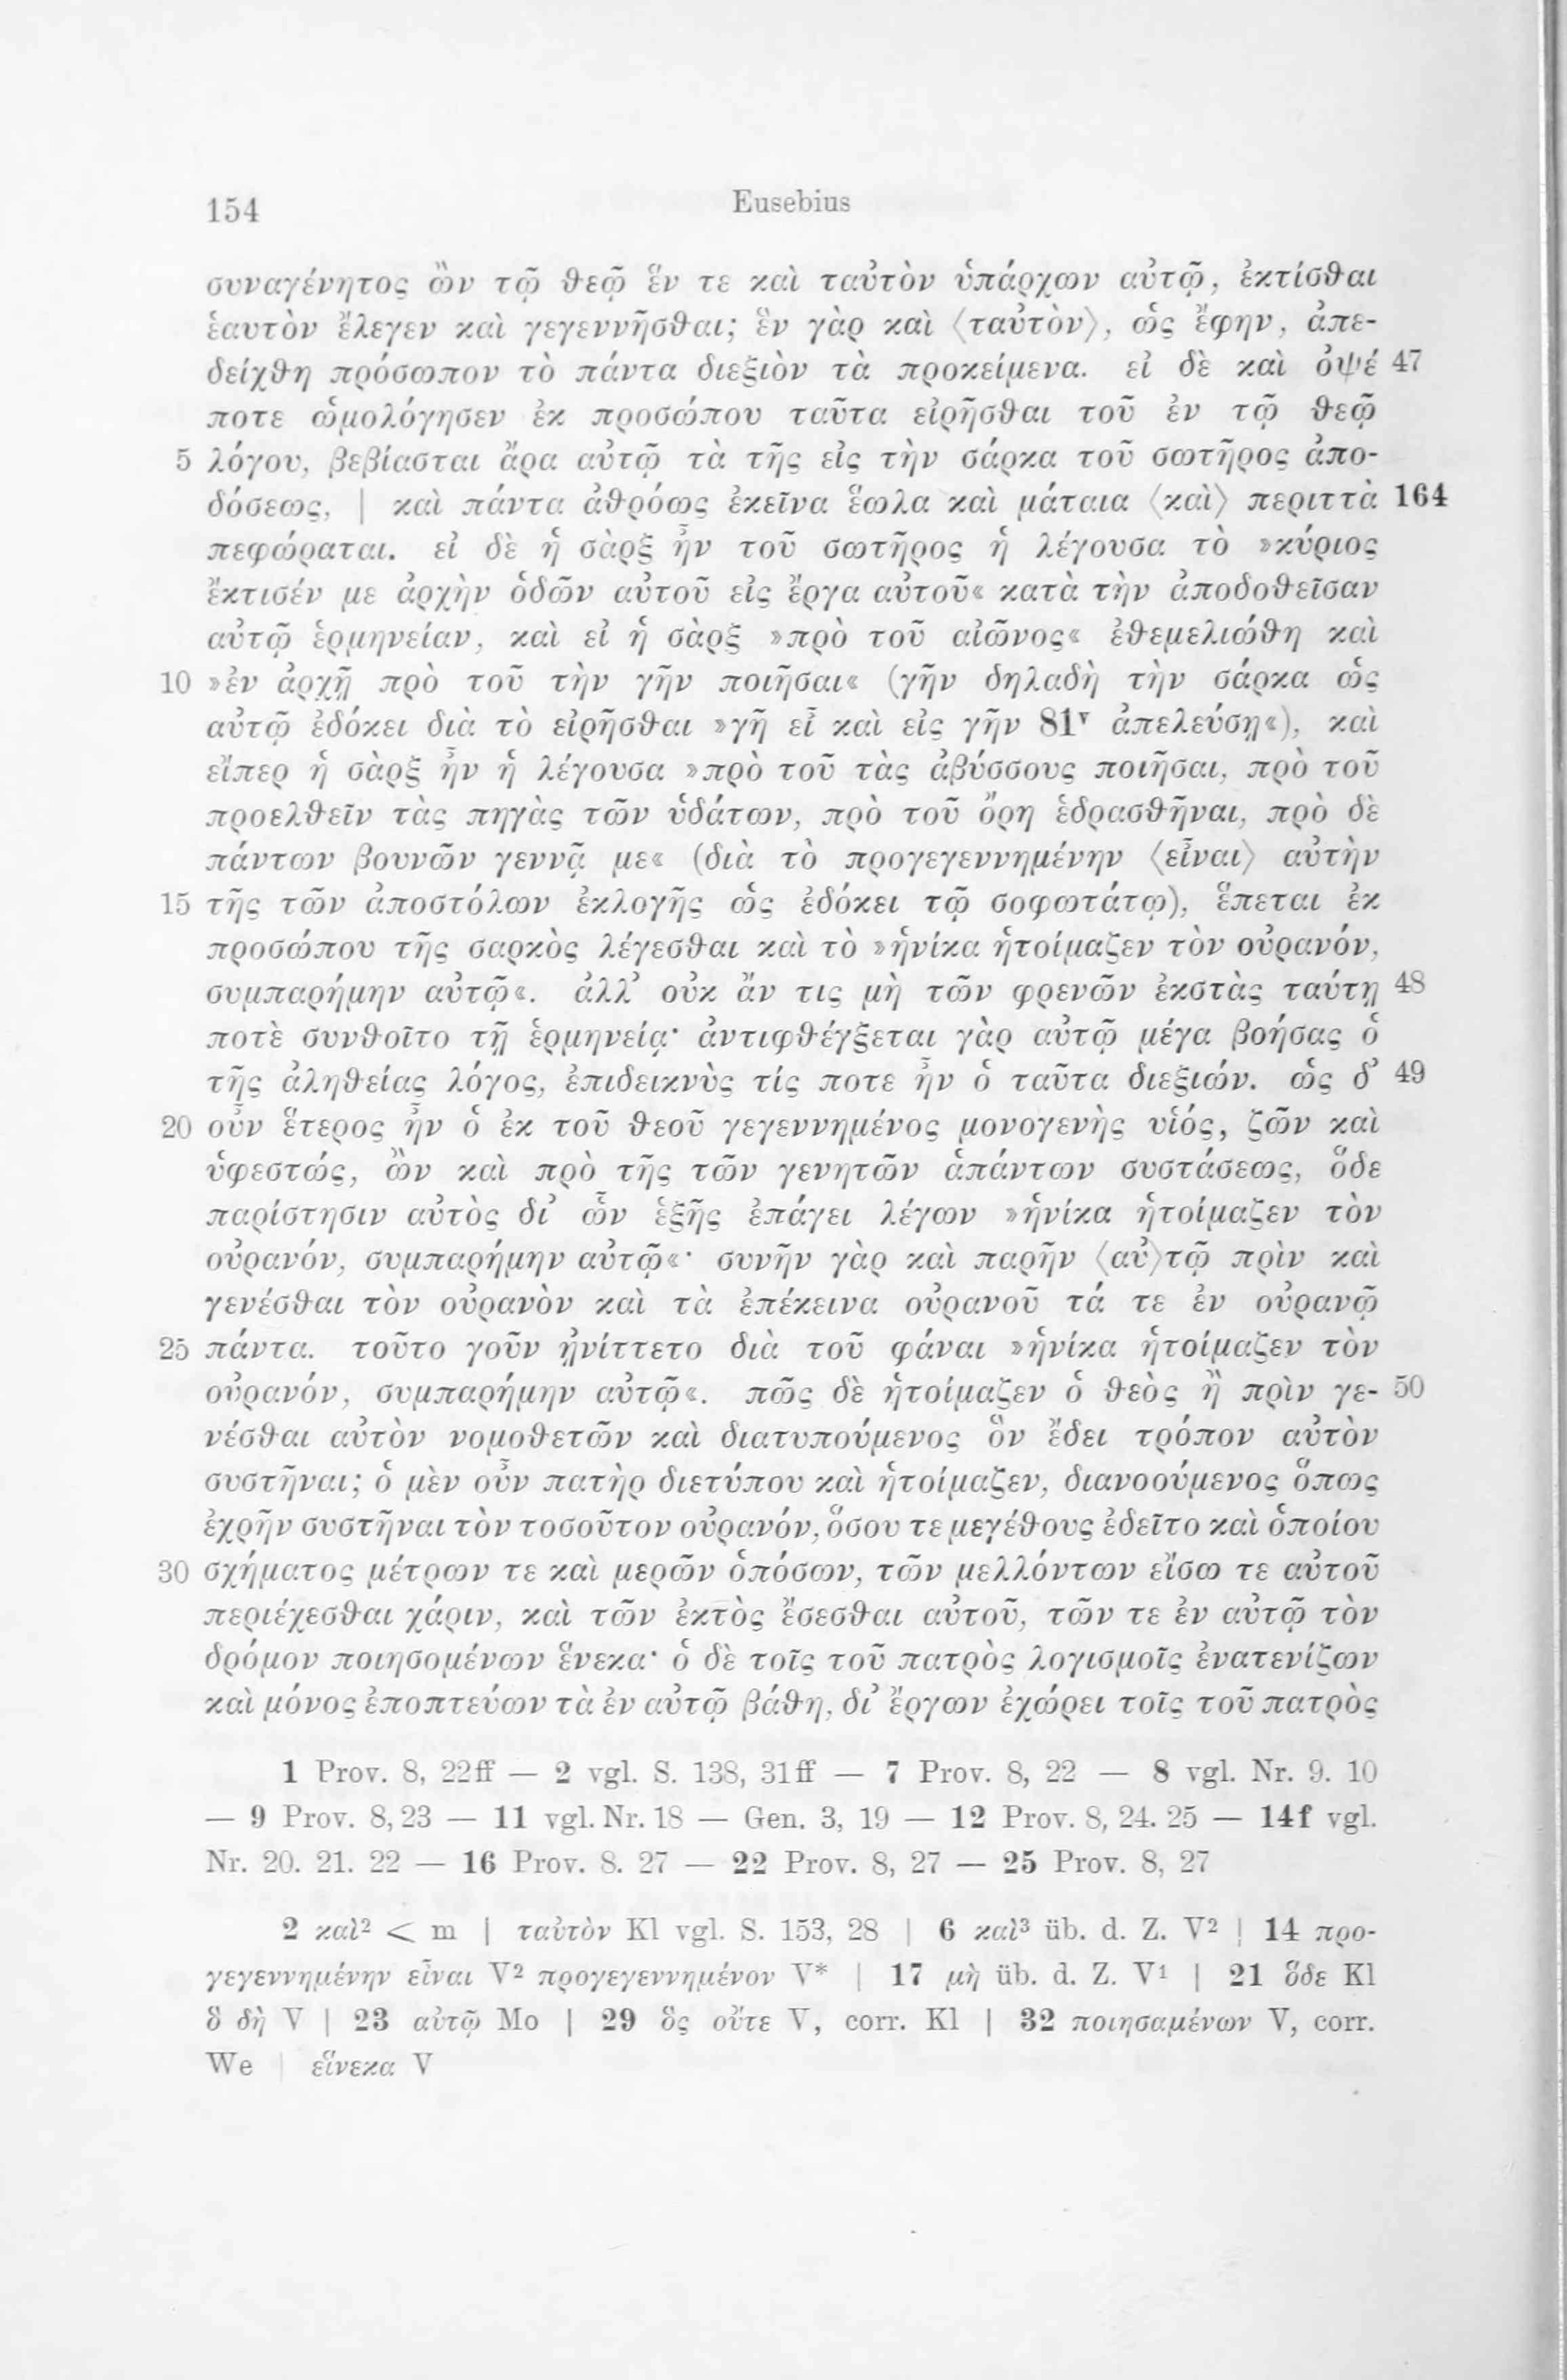 154
Eusebius
συναγένητος ὢν τῷ θεῷ ἕν τε καὶ ταὐτὸν ὑπάρχων αὐτῷ, ἐκτίσθαι
ἑαυτὸν ἔλεγεν καὶ γεγεννῆσθαι; ἓν γὰρ καὶ ⟨ταὐτὸν⟩, ὡς ἔφην, ἀπε-
δείχθη πρόσωπον τὸ πάντα διεξιὸν τὰ προκείμενα. εἰ δὲ καὶ ὀψέ 47
ποτε ὡμολόγησεν ἐκ προσώπου ταῦτα εἰρῆσθαι τοῦ ἐν τῷ θεῷ
5 λόγου, βεβίασται ἄρα αὐτῷ τὰ τῆς εἰς τὴν σάρκα τοῦ σωτῆρος ἀπο-
δόσεως, | καὶ πάντα ἀθρόως ἐκεῖνα ἕωλα καὶ μάταια ⟨καὶ⟩ περιττὰ 164
πεφώραται. εἰ δὲ ἡ σὰρξ ἦν τοῦ σωτῆρος ἡ λέγουσα τὸ »κύριος
ἔκτισέν με ἀρχὴν ὁδῶν αὐτοῦ εἰς ἔργα αὐτοῦ« κατὰ τὴν ἀποδοθεῖσαν
αὐτῷ ἑρμηνείαν, καὶ εἰ ἡ σὰρξ »πρὸ τοῦ αἰῶνος« ἐθεμελιώθη καὶ
10 »ἐν ἀρχῇ πρὸ τοῦ τὴν γῆν ποιῆσαι« (γῆν δηλαδὴ τὴν σάρκα ὡς
αὐτῷ ἐδόκει διὰ τὸ εἰρῆσθαι »γῆ εἶ καὶ εἰς γῆν 81ᵛ ἀπελεύσῃ«), καὶ
εἴπερ ἡ σὰρξ ἦν ἡ λέγουσα »πρὸ τοῦ τὰς ἀβύσσους ποιῆσαι, πρὸ τοῦ
προελθεῖν τὰς πηγὰς τῶν ὑδάτων, πρὸ τοῦ ὄρη ἑδρασθῆναι, πρὸ δὲ
πάντων βουνῶν γεννᾷ με« (διὰ τὸ προγεγεννημένην ⟨εἶναι⟩ αὐτὴν
15 τῆς τῶν ἀποστόλων ἐκλογῆς ὡς ἐδόκει τῷ σοφωτάτῳ), ἕπεται ἐκ
προσώπου τῆς σαρκὸς λέγεσθαι καὶ τὸ »ἡνίκα ἡτοίμαζεν τὸν οὐρανόν,
συμπαρήμην αὐτῷ«. ἀλλ' οὐκ ἄν τις μὴ τῶν φρενῶν ἐκστὰς ταύτῃ 48
ποτὲ συνθοῖτο τῇ ἑρμηνείᾳ· ἀντιφθέγξεται γὰρ αὐτῷ μέγα βοήσας ὁ
τῆς ἀληθείας λόγος, ἐπιδεικνὺς τίς ποτε ἦν ὁ ταῦτα διεξιών. ὡς δ' 49
20 οὖν ἕτερος ἦν ὁ ἐκ τοῦ θεοῦ γεγεννημένος μονογενὴς υἱός, ζῶν καὶ
ὑφεστώς, ὢν καὶ πρὸ τῆς τῶν γενητῶν ἁπάντων συστάσεως, ὅδε
παρίστησιν αὐτὸς δι' ὧν ἑξῆς ἐπάγει λέγων »ἡνίκα ἡτοίμαζεν τὸν
οὐρανόν, συμπαρήμην αὐτῷ«· συνῆν γὰρ καὶ παρῆν ⟨αὐ⟩τῷ πρὶν καὶ
γενέσθαι τὸν οὐρανὸν καὶ τὰ ἐπέκεινα οὐρανοῦ τά τε ἐν οὐρανῷ
25 πάντα. τοῦτο γοῦν ᾐνίττετο διὰ τοῦ φάναι »ἡνίκα ἡτοίμαζεν τὸν
οὐρανόν, συμπαρήμην αὐτῷ«. πῶς δὲ ἡτοίμαζεν ὁ θεὸς ἢ πρὶν γε- 50
νέσθαι αὐτὸν νομοθετῶν καὶ διατυπούμενος ὃν ἔδει τρόπον αὐτὸν
συστῆναι; ὁ μὲν οὖν πατὴρ διετύπου καὶ ἡτοίμαζεν, διανοούμενος ὅπως
ἐχρῆν συστῆναι τὸν τοσοῦτον οὐρανόν, ὅσου τε μεγέθους ἐδεῖτο καὶ ὁποίου
30 σχήματος μέτρων τε καὶ μερῶν ὁπόσων, τῶν μελλόντων εἴσω τε αὐτοῦ
περιέχεσθαι χάριν, καὶ τῶν ἐκτὸς ἔσεσθαι αὐτοῦ, τῶν τε ἐν αὐτῷ τὸν
δρόμον ποιησομένων ἕνεκα· ὁ δὲ τοῖς τοῦ πατρὸς λογισμοῖς ἐνατενίζων
καὶ μόνος ἐποπτεύων τὰ ἐν αὐτῷ βάθη, δι' ἔργων ἐχώρει τοῖς τοῦ πατρὸς
1 Prov. 8, 22ff — 2 vgl. S. 138, 31ff — 7 Prov. 8, 22 — 8 vgl. Nr. 9. 10
— 9 Prov. 8, 23 — 11 vgl. Nr. 18 — Gen. 3, 19 — 12 Prov. 8, 24. 25 — 14f vgl.
Nr. 20. 21. 22 — 16 Prov. 8. 27 — 22 Prov. 8, 27 — 25 Prov. 8, 27
2 καὶ² < m | ταὐτὸν Kl vgl. S. 153, 28 | 6 καὶ³ üb. d. Z. V² | 14 προ-
γεγεννημένην εἶναι V² προγεγεννημένον V* | 17 μὴ üb. d. Z. V¹ | 21 ὅδε Kl
ὃ δὴ V | 23 αὐτῷ Mo | 29 ὃς οὔτε V, corr. Kl | 32 ποιησαμένων V, corr.
We | εἵνεκα V